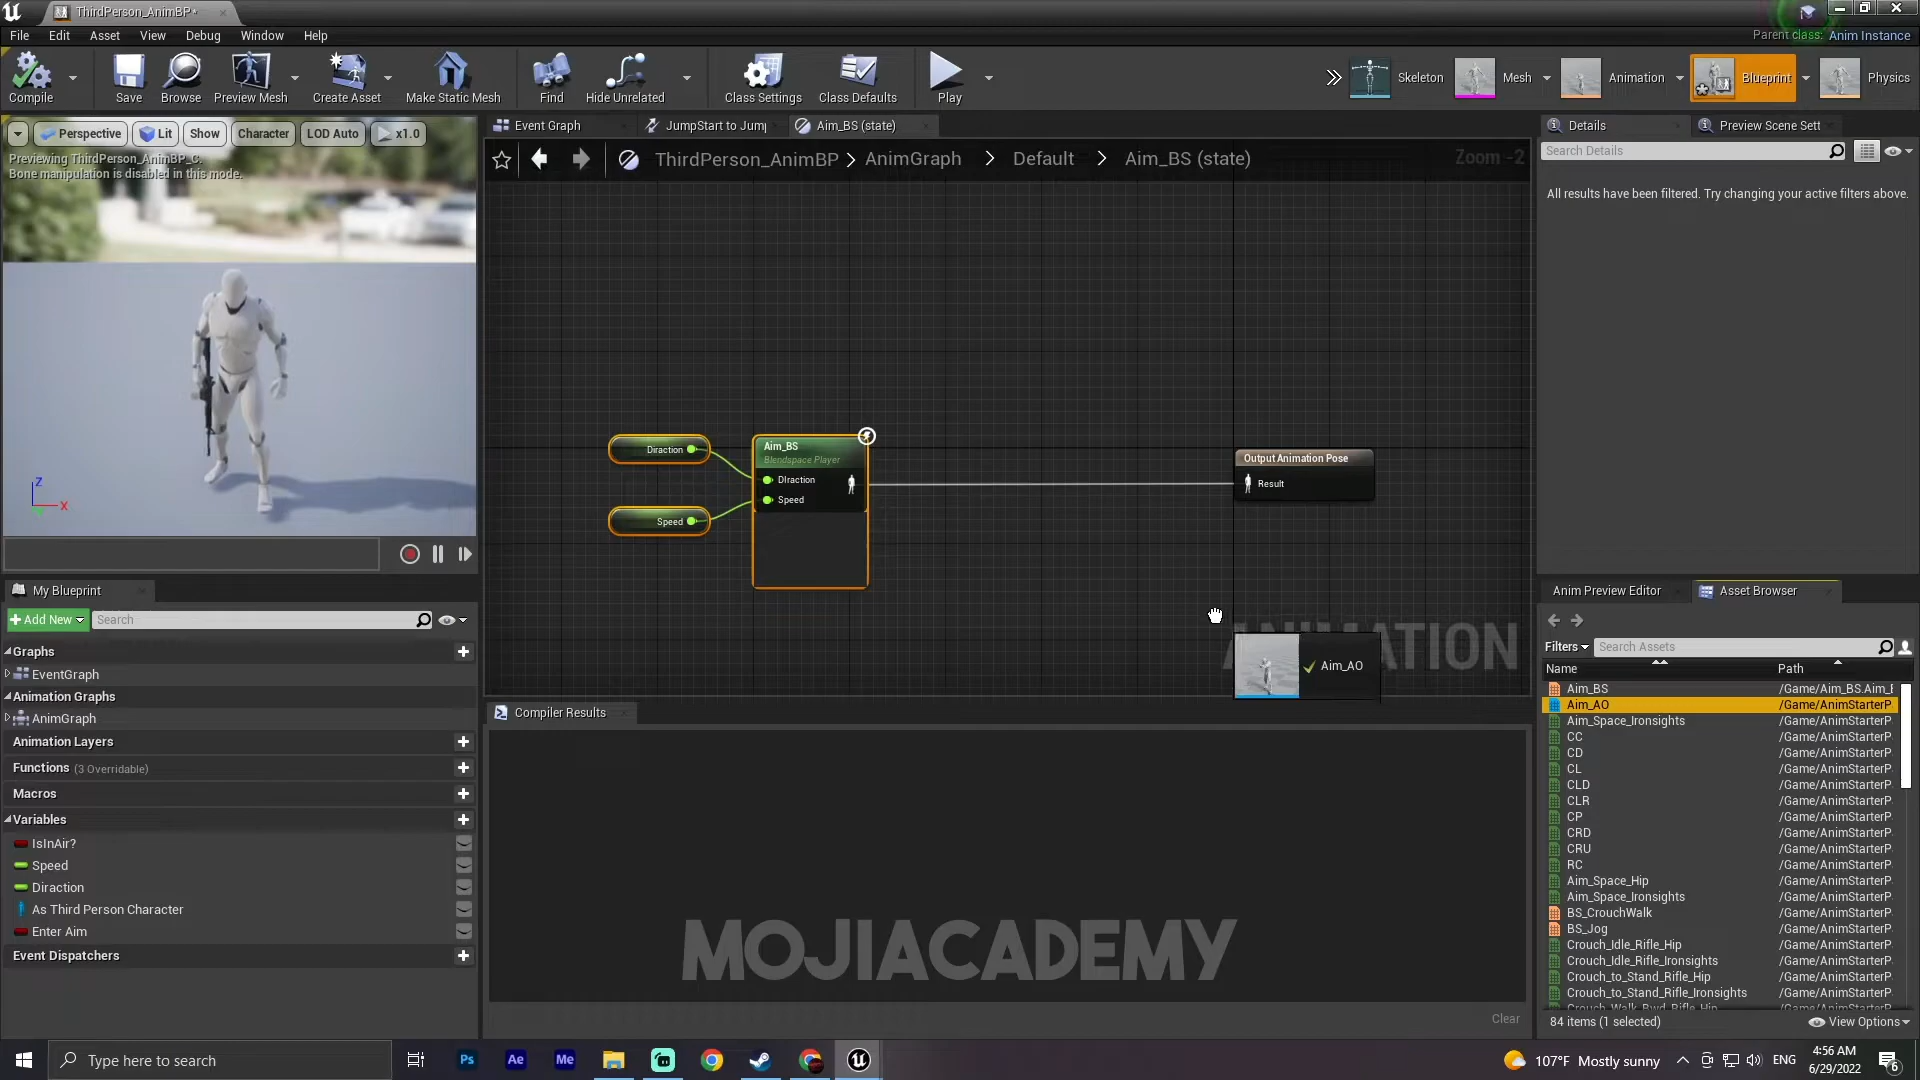 ThirdPerson_AnimBP*
File Edit Asset View Debug Window Help
Parent class: Anim Instance
Compile Save Browse Preview Mesh Create Asset Make Static Mesh Find Hide Unrelated Class Settings Class Defaults Play Skeleton Mesh Animation Blueprint Physics
Perspective Lit Show Character LOD Auto x1.0
Previewing ThirdPerson_AnimBP_C.
Bone manipulation is disabled in this mode.
Z
X
Event Graph JumpStart to Jump Aim_BS (state)
ThirdPerson_AnimBP > AnimGraph > Default > Aim_BS (state)
Zoom -2
Diraction
Speed
Aim_BS
Blendspace Player
DIraction
Speed
Output Animation Pose
Result
ANIMATION
Aim_AO
Details Preview Scene Sett
Search Details
All results have been filtered. Try changing your active filters above.
My Blueprint
Add New Search
Graphs
EventGraph
Animation Graphs
AnimGraph
Animation Layers
Functions (3 Overridable)
Macros
Variables
IsInAir?
Speed
Diraction
As Third Person Character
Enter Aim
Event Dispatchers
Compiler Results
MOJIACADEMY
Clear
Anim Preview Editor Asset Browser
Filters Search Assets
Name Path
Aim_BS /Game/Aim_BS.Aim_
Aim_AO /Game/AnimStarterP
Aim_Space_Ironsights /Game/AnimStarterP
CC /Game/AnimStarterP
CD /Game/AnimStarterP
CL /Game/AnimStarterP
CLD /Game/AnimStarterP
CLR /Game/AnimStarterP
CP /Game/AnimStarterP
CRD /Game/AnimStarterP
CRU /Game/AnimStarterP
RC /Game/AnimStarterP
Aim_Space_Hip /Game/AnimStarterP
Aim_Space_Ironsights /Game/AnimStarterP
BS_CrouchWalk /Game/AnimStarterP
BS_Jog /Game/AnimStarterP
Crouch_Idle_Rifle_Hip /Game/AnimStarterP
Crouch_Idle_Rifle_Ironsights /Game/AnimStarterP
Crouch_to_Stand_Rifle_Hip /Game/AnimStarterP
Crouch_to_Stand_Rifle_Ironsights /Game/AnimStarterP
84 items (1 selected) View Options
Type here to search
Ps Ae Me
107°F Mostly sunny ENG 4:56 AM
6/29/2022
6